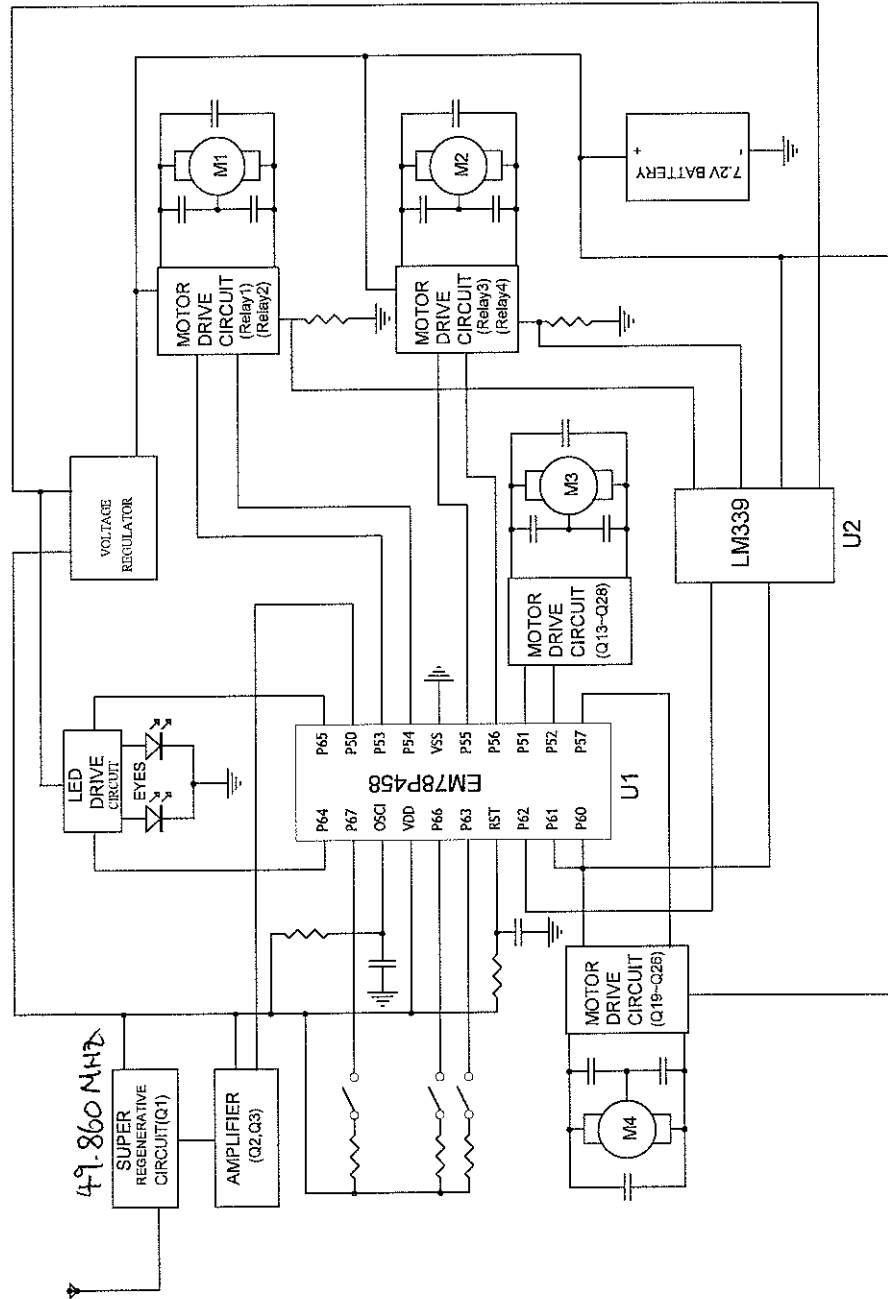 49.860 MHz
SUPER
REGENERATIVE
CIRCUIT(Q1)
AMPLIFIER
(Q2,Q3)
LED
DRIVE
CIRCUIT
EYES
VOLTAGE
REGULATOR
MOTOR
DRIVE
CIRCUIT
(Relay1)
(Relay2)
M1
MOTOR
DRIVE
CIRCUIT
(Relay3)
(Relay4)
M2
7.2V BATTERY
+
-
P64
P67
OSCI
VDD
P66
P63
RST
P62
P61
P60
EM78P458
P65
P50
P53
P54
VSS
P55
P56
P51
P52
P57
U1
MOTOR
DRIVE
CIRCUIT
(Q13~Q28)
M3
MOTOR
DRIVE
CIRCUIT
(Q19~Q26)
M4
LM339
U2